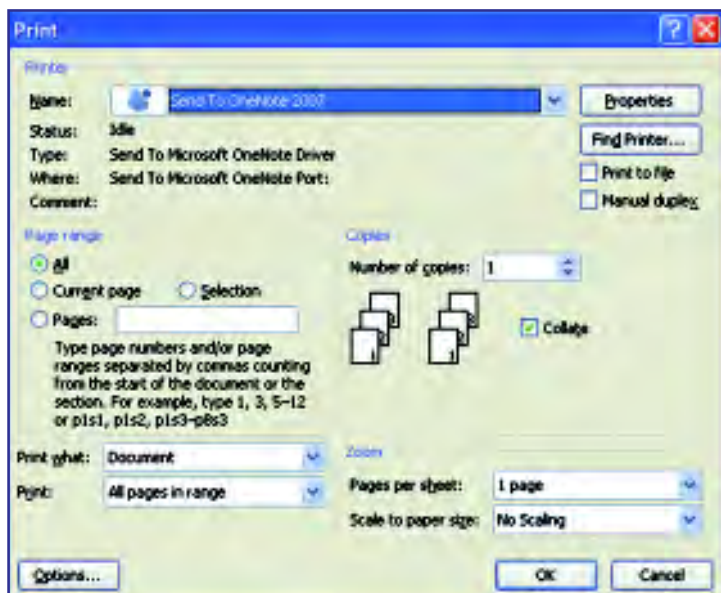 Print
Printer
Name: Send To OneNote 2007 Properties
Status: Idle Find Printer...
Type: Send To Microsoft OneNote Driver
Where: Send To Microsoft OneNote Port: Print to file
Comment: Manual duplex
Page range Copies
All Number of copies: 1
Current page Selection
Pages: Collate
Type page numbers and/or page
ranges separated by commas counting
from the start of the document or the
section. For example, type 1, 3, 5-12
or p1s1, p1s2, p1s3-p8s3
Print what: Document Zoom
Print: All pages in range Pages per sheet: 1 page
Scale to paper size: No Scaling
Options... OK Cancel